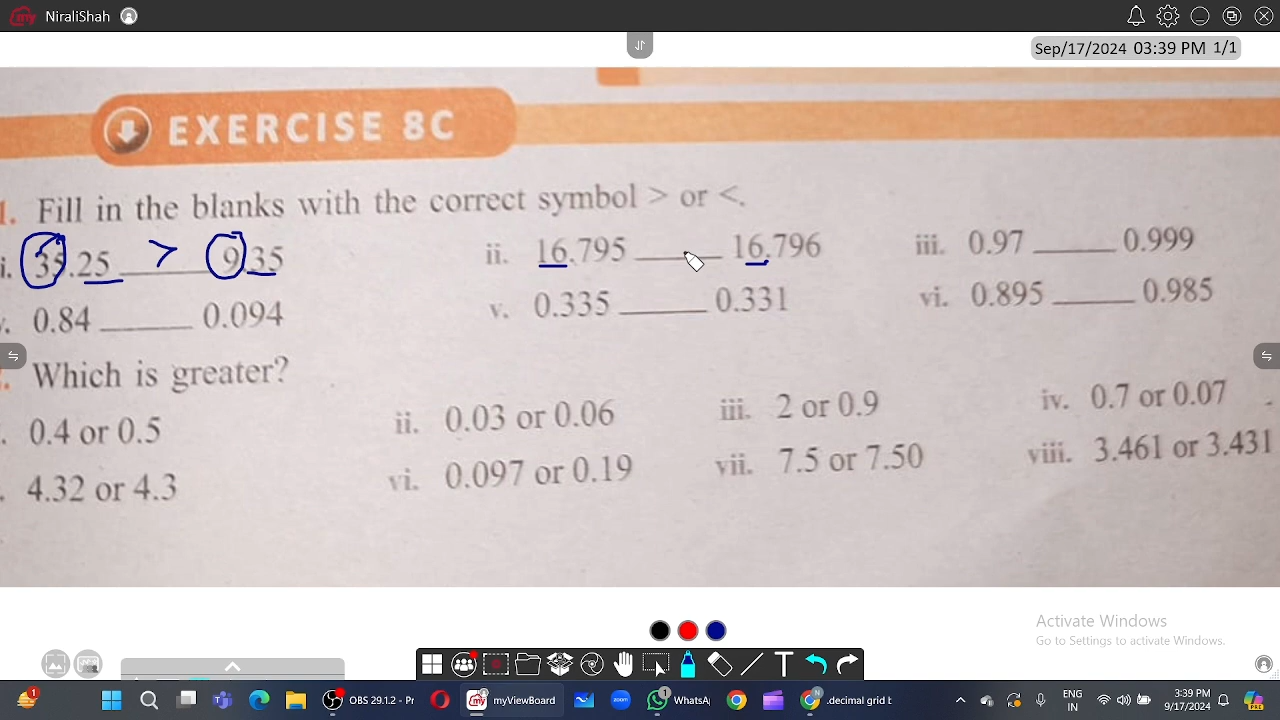 my NiraliShah
Sep/17/2024 03:39 PM 1/1
EXERCISE 8C
1. Fill in the blanks with the correct symbol > or <.
i. 35.25 ______ > 9.35 ii. 16.795 ______ 16.796 iii. 0.97 ______ 0.999
v. 0.84 ______ 0.094 v. 0.335 ______ 0.331 vi. 0.895 ______ 0.985
Which is greater?
. 0.4 or 0.5 ii. 0.03 or 0.06 iii. 2 or 0.9 iv. 0.7 or 0.07
. 4.32 or 4.3 vi. 0.097 or 0.19 vii. 7.5 or 7.50 viii. 3.461 or 3.431
Activate Windows
Go to Settings to activate Windows.
T
1 OBS 29.1.2 - Pr my myViewBoard zoom 1 WhatsA N .decimal grid t ENG IN 3:39 PM 9/17/2024